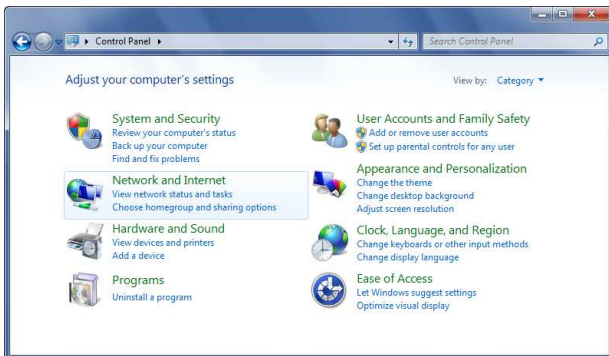 Control Panel
Search Control Panel
Adjust your computer's settings
View by: Category
System and Security
Review your computer's status
Back up your computer
Find and fix problems
Network and Internet
View network status and tasks
Choose homegroup and sharing options
Hardware and Sound
View devices and printers
Add a device
Programs
Uninstall a program
User Accounts and Family Safety
Add or remove user accounts
Set up parental controls for any user
Appearance and Personalization
Change the theme
Change desktop background
Adjust screen resolution
Clock, Language, and Region
Change keyboards or other input methods
Change display language
Ease of Access
Let Windows suggest settings
Optimize visual display